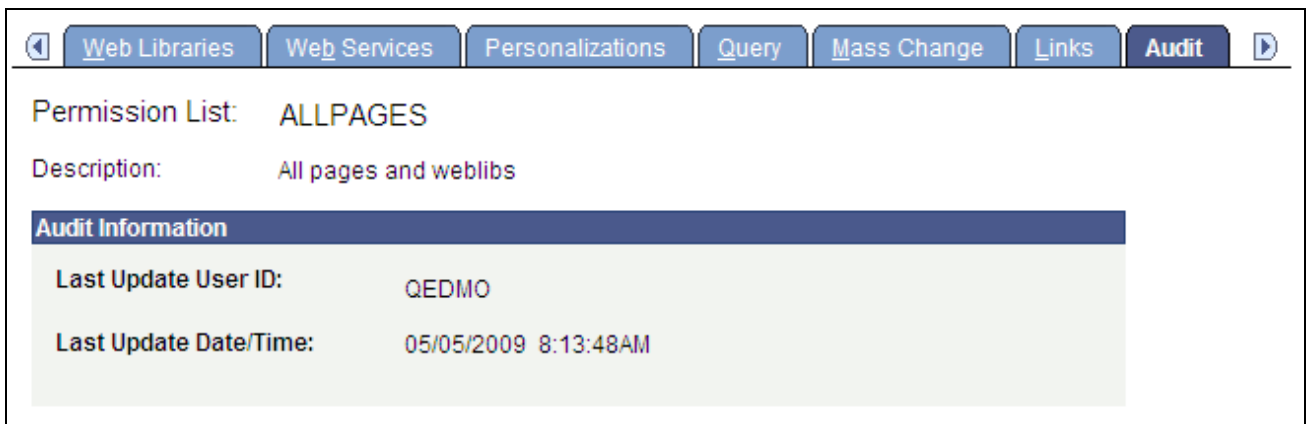 Web Libraries Web Services Personalizations Query Mass Change Links Audit
Permission List: ALLPAGES
Description: All pages and weblibs
Audit Information
Last Update User ID: QEDMO
Last Update Date/Time: 05/05/2009 8:13:48AM